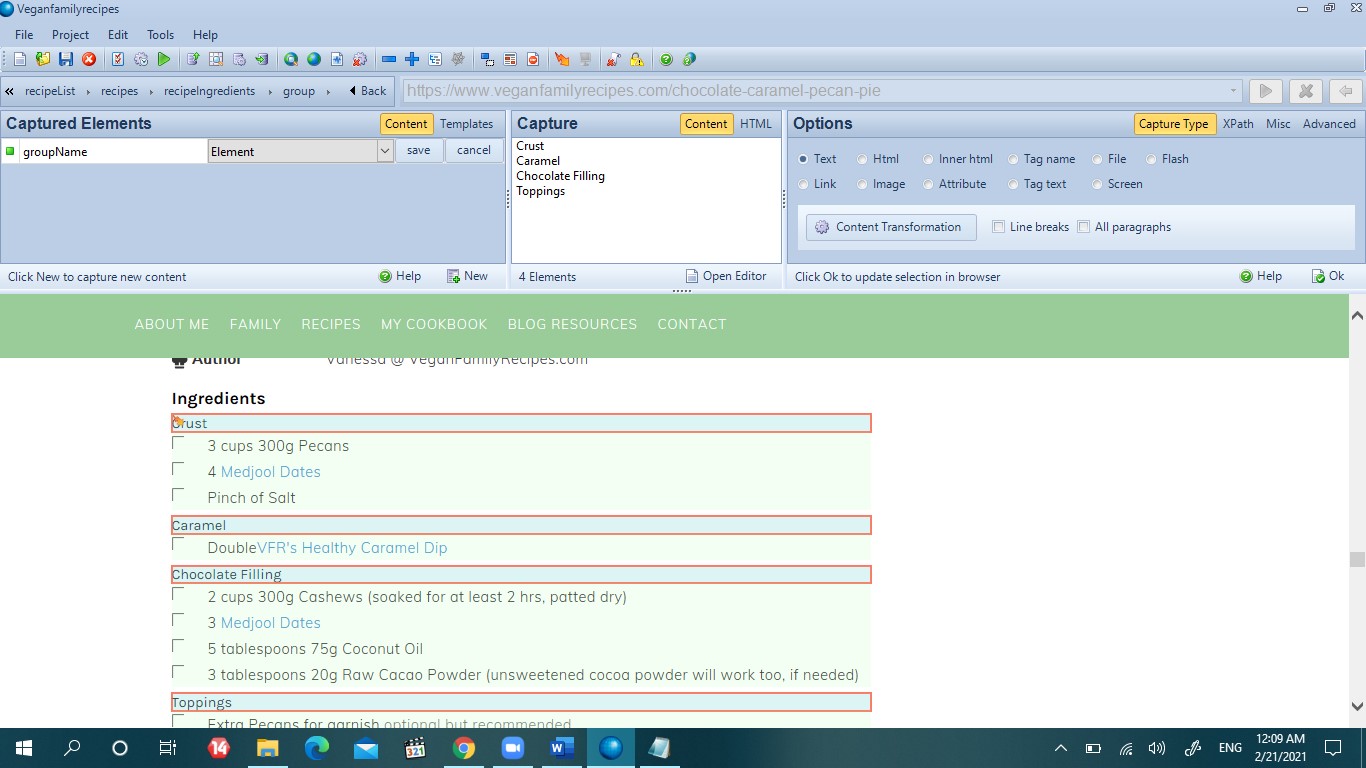 Veganfamilyrecipes
File Project Edit Tools Help
recipeList recipes recipeIngredients group Back https://www.veganfamilyrecipes.com/chocolate-caramel-pecan-pie
Captured Elements Content Templates
groupName Element save cancel
Click New to capture new content Help New
Capture Content HTML
Crust
Caramel
Chocolate Filling
Toppings
4 Elements Open Editor
Options Capture Type XPath Misc Advanced
Text Html Inner html Tag name File Flash
Link Image Attribute Tag text Screen
Content Transformation Line breaks All paragraphs
Click Ok to update selection in browser Help Ok
ABOUT ME FAMILY RECIPES MY COOKBOOK BLOG RESOURCES CONTACT
Author Vanessa @ VeganFamilyRecipes.com
Ingredients
Crust
3 cups 300g Pecans
4 Medjool Dates
Pinch of Salt
Caramel
DoubleVFR's Healthy Caramel Dip
Chocolate Filling
2 cups 300g Cashews (soaked for at least 2 hrs, patted dry)
3 Medjool Dates
5 tablespoons 75g Coconut Oil
3 tablespoons 20g Raw Cacao Powder (unsweetened cocoa powder will work too, if needed)
Toppings
Extra Pecans for garnish optional but recommended
14 321 ENG 12:09 AM
2/21/2021